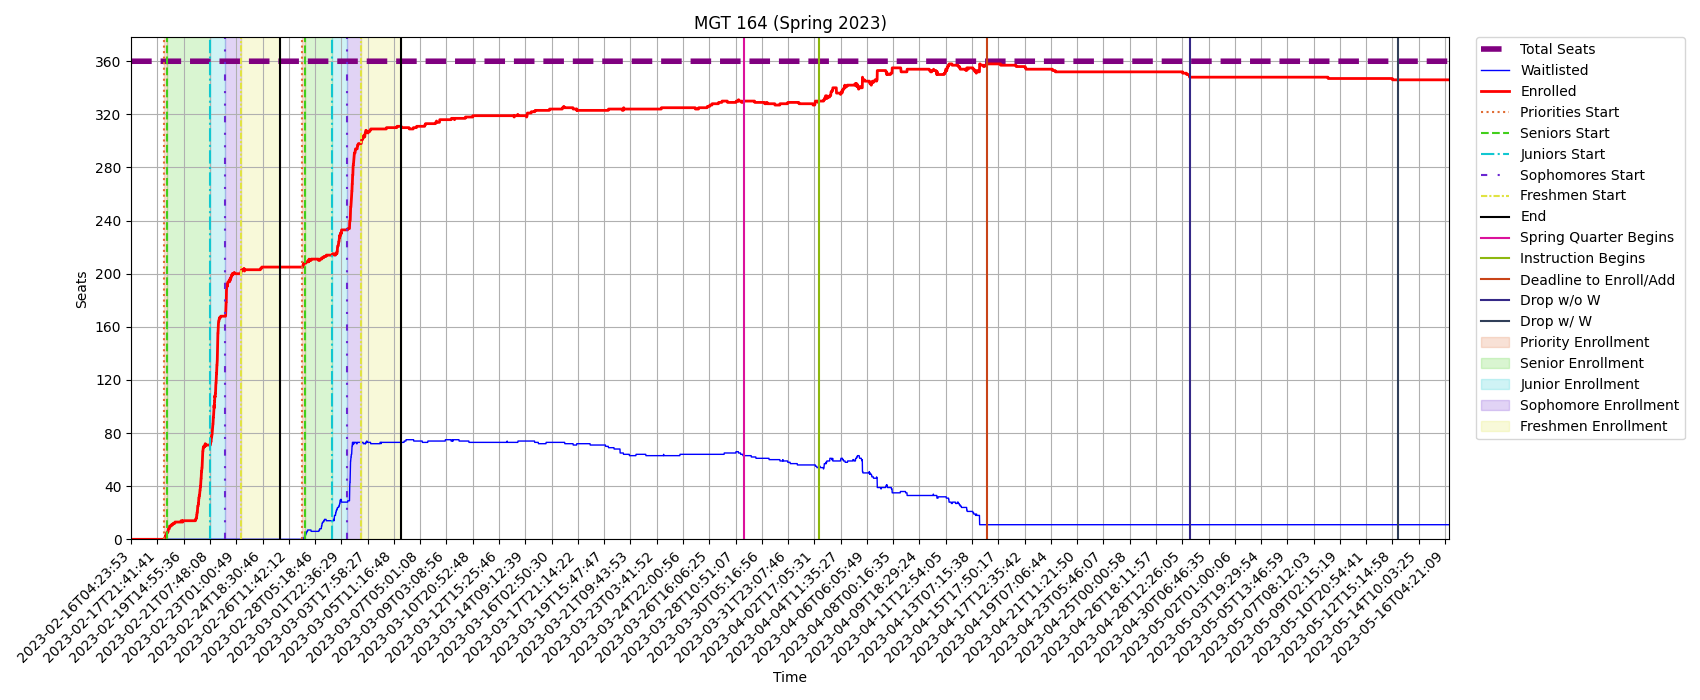 MGT 164 (Spring 2023)
Seats
360
320
280
240
200
160
120
80
40
0
2023-02-16T04:23:53
2023-02-17T21:41:41
2023-02-19T14:55:36
2023-02-21T07:48:08
2023-02-23T01:00:49
2023-02-24T18:30:46
2023-02-26T11:42:12
2023-02-28T05:18:46
2023-03-01T22:36:29
2023-03-03T17:58:27
2023-03-05T11:16:48
2023-03-07T05:01:08
2023-03-09T03:08:56
2023-03-10T20:52:48
2023-03-12T15:25:46
2023-03-14T09:12:39
2023-03-16T02:50:30
2023-03-17T21:14:22
2023-03-19T15:47:47
2023-03-21T09:43:53
2023-03-23T03:41:52
2023-03-24T22:00:56
2023-03-26T16:06:25
2023-03-28T10:51:07
2023-03-30T05:16:56
2023-03-31T23:07:46
2023-04-02T17:05:31
2023-04-04T11:35:27
2023-04-06T06:05:49
2023-04-08T00:16:35
2023-04-09T18:29:24
2023-04-11T12:54:05
2023-04-13T07:15:38
2023-04-15T17:50:17
2023-04-17T12:35:42
2023-04-19T07:06:44
2023-04-21T11:21:50
2023-04-23T05:46:07
2023-04-25T00:00:58
2023-04-26T18:11:57
2023-04-28T12:26:05
2023-04-30T06:46:35
2023-05-02T01:00:06
2023-05-03T19:29:54
2023-05-05T13:46:59
2023-05-07T08:12:03
2023-05-09T02:15:19
2023-05-10T20:54:41
2023-05-12T15:14:58
2023-05-14T10:03:25
2023-05-16T04:21:09
Time
Total Seats
Waitlisted
Enrolled
Priorities Start
Seniors Start
Juniors Start
Sophomores Start
Freshmen Start
End
Spring Quarter Begins
Instruction Begins
Deadline to Enroll/Add
Drop w/o W
Drop w/ W
Priority Enrollment
Senior Enrollment
Junior Enrollment
Sophomore Enrollment
Freshmen Enrollment